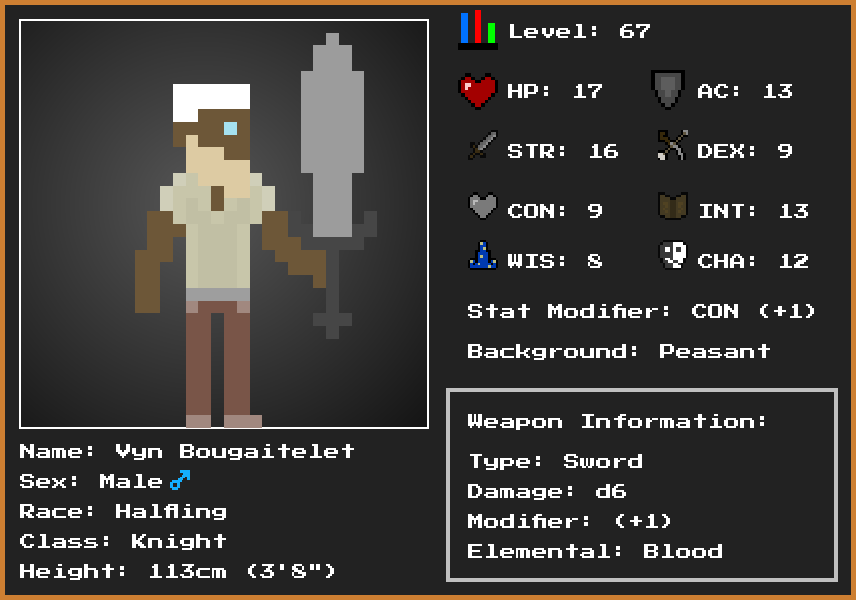 Level: 67
HP: 17 AC: 13
STR: 16 DEX: 9
CON: 9 INT: 13
WIS: 8 CHA: 12
Stat Modifier: CON (+1)
Background: Peasant
Weapon Information:
Type: Sword
Damage: d6
Modifier: (+1)
Elemental: Blood
Name: Vyn Bougaitelet
Sex: Male ♂
Race: Halfling
Class: Knight
Height: 113cm (3'8")